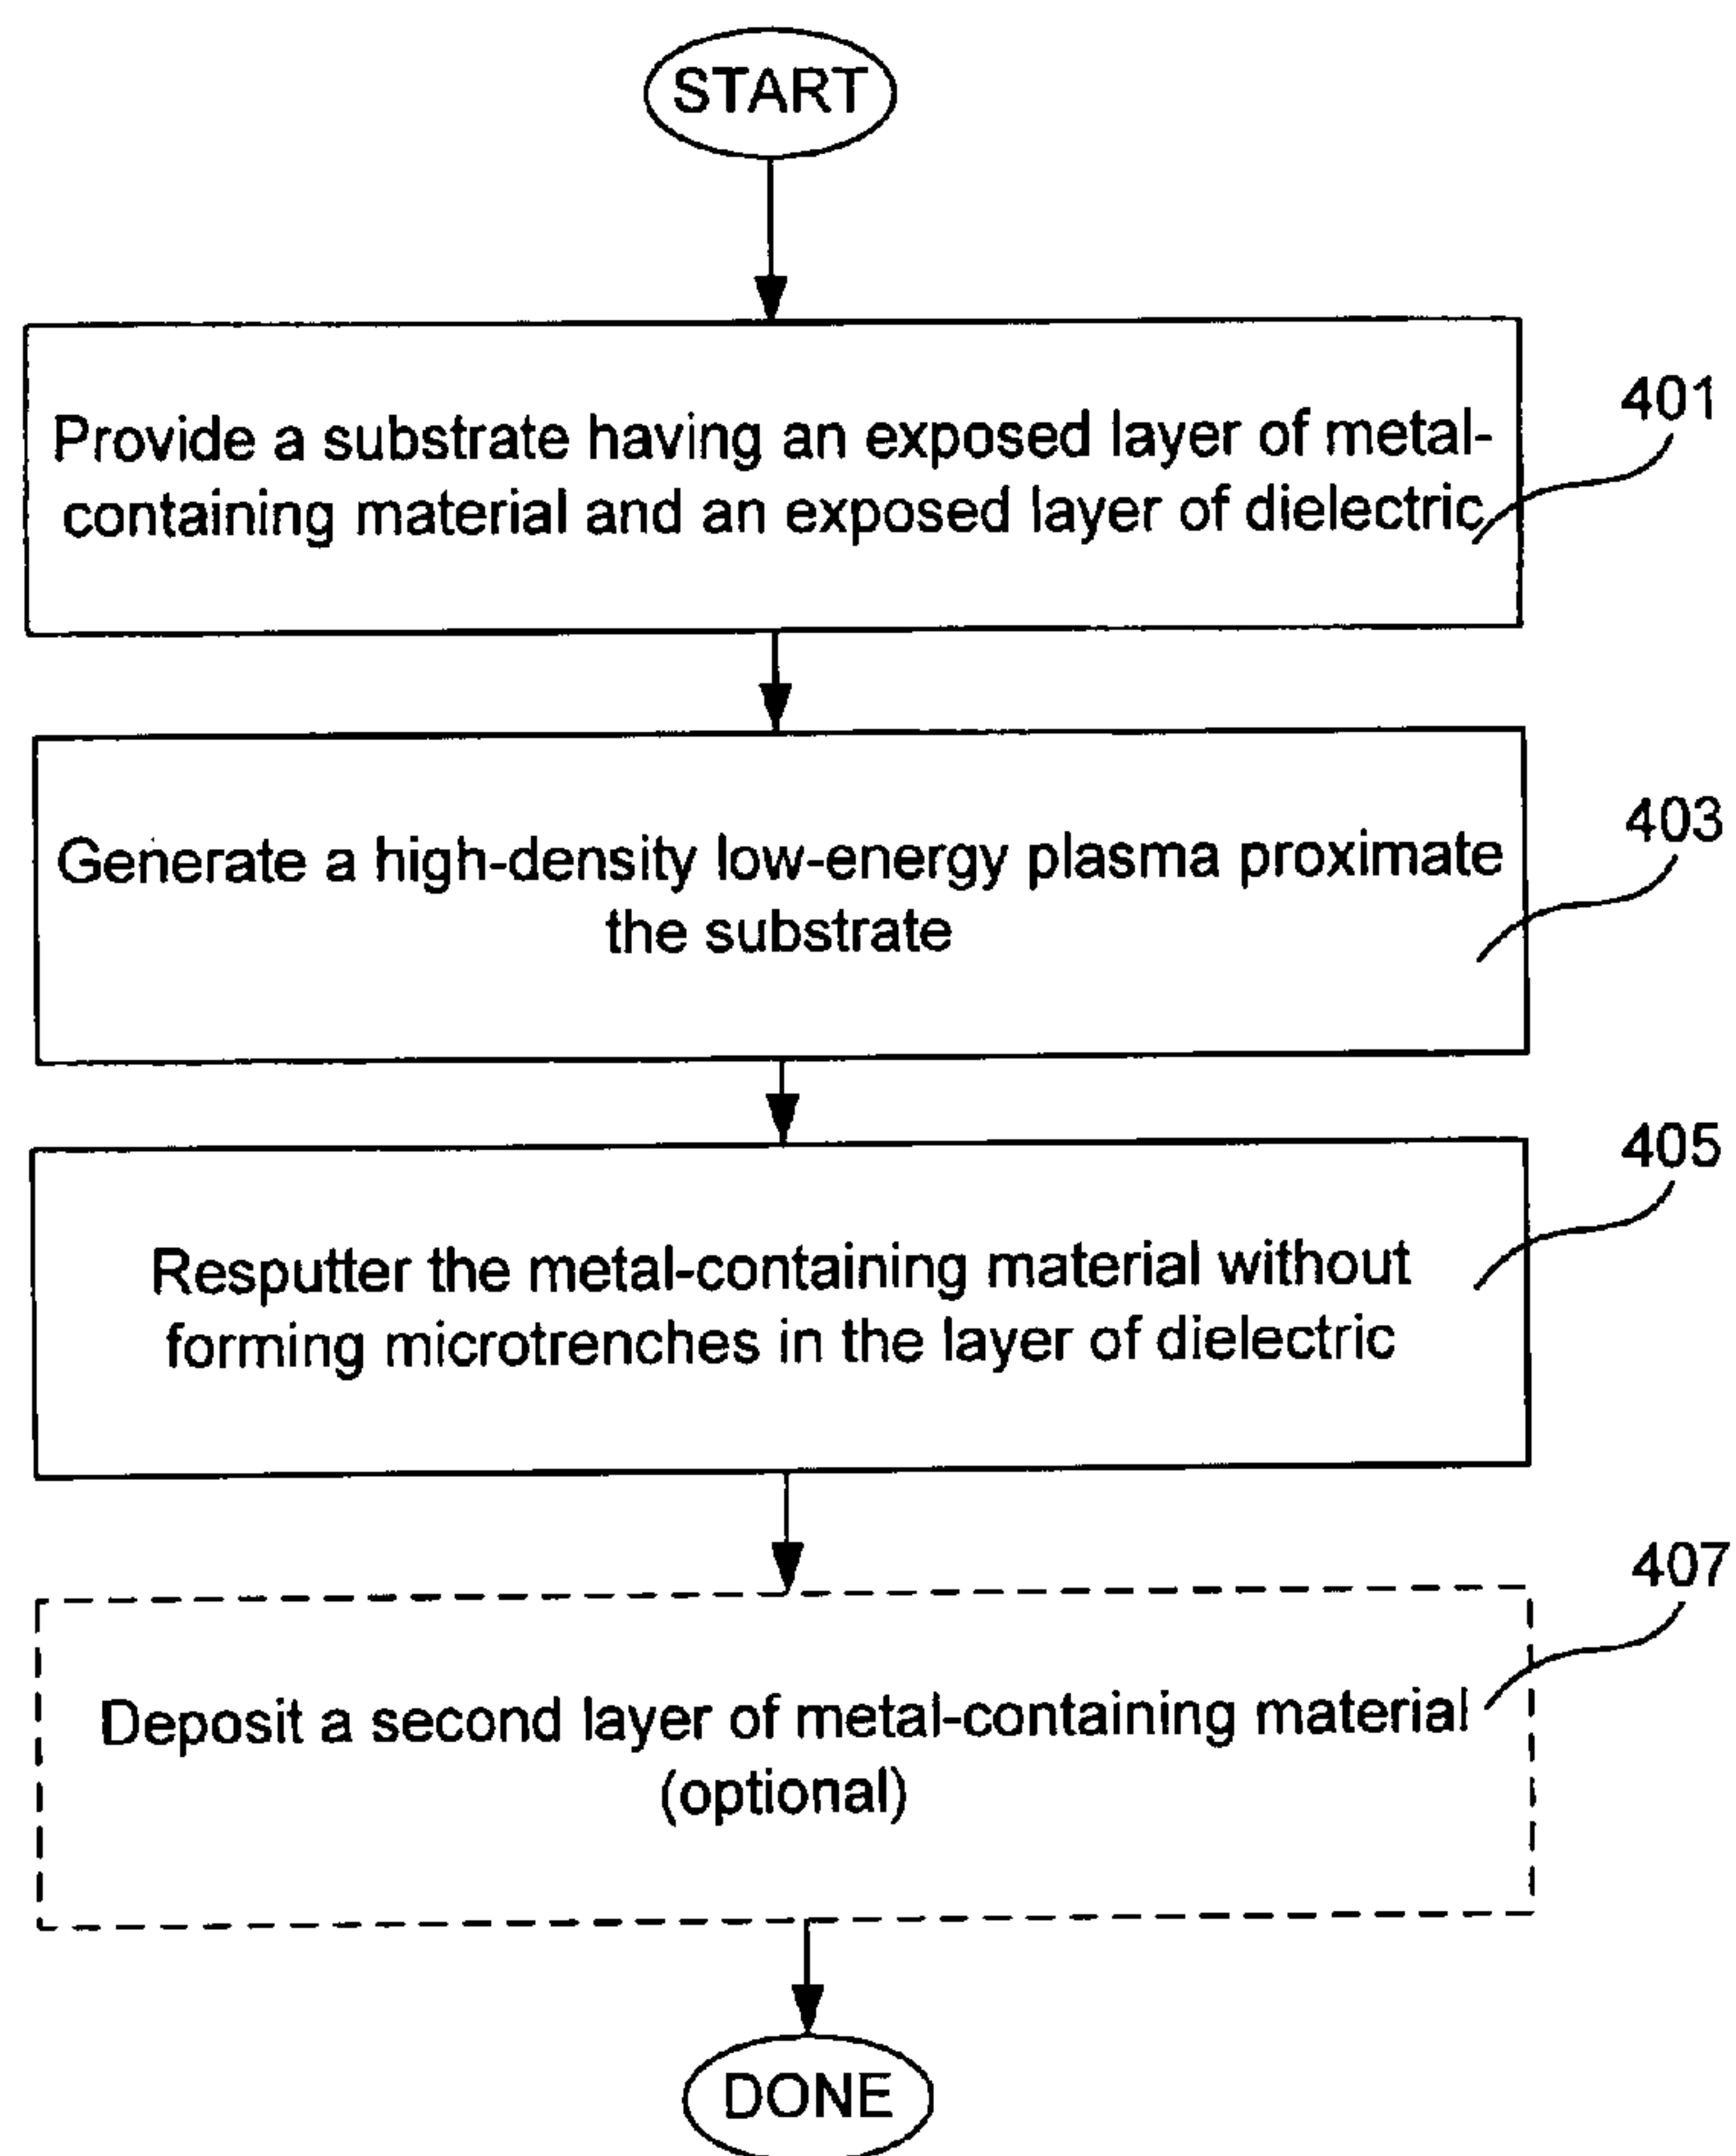 START
401
Provide a substrate having an exposed layer of metal-
containing material and an exposed layer of dielectric
403
Generate a high-density low-energy plasma proximate
the substrate
405
Resputter the metal-containing material without
forming microtrenches in the layer of dielectric
407
Deposit a second layer of metal-containing material
(optional)
DONE